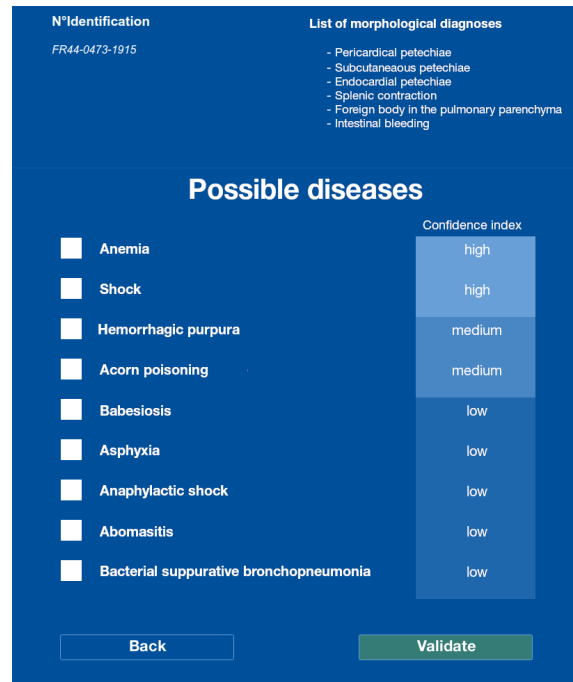 N°Identification
FR44-0473-1915
List of morphological diagnoses
- Pericardical petechiae
- Subcutaneaous petechiae
- Endocardial petechiae
- Splenic contraction
- Foreign body in the pulmonary parenchyma
- Intestinal bleeding
Possible diseases
Confidence index
Anemia high
Shock high
Hemorrhagic purpura medium
Acorn poisoning medium
Babesiosis low
Asphyxia low
Anaphylactic shock low
Abomasitis low
Bacterial suppurative bronchopneumonia low
Back Validate